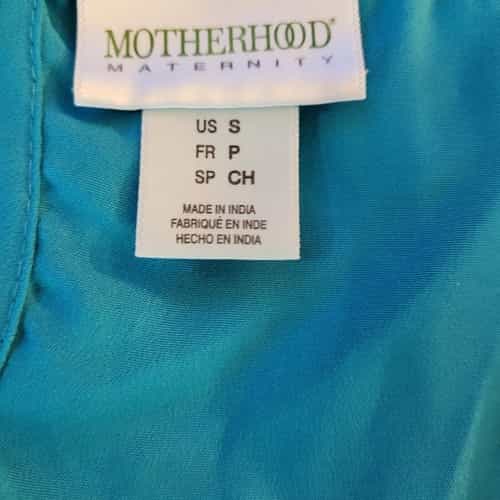 MOTHERHOOD®
MATERNITY
US S
FR P
SP CH
MADE IN INDIA
FABRIQUÉ EN INDE
HECHO EN INDIA